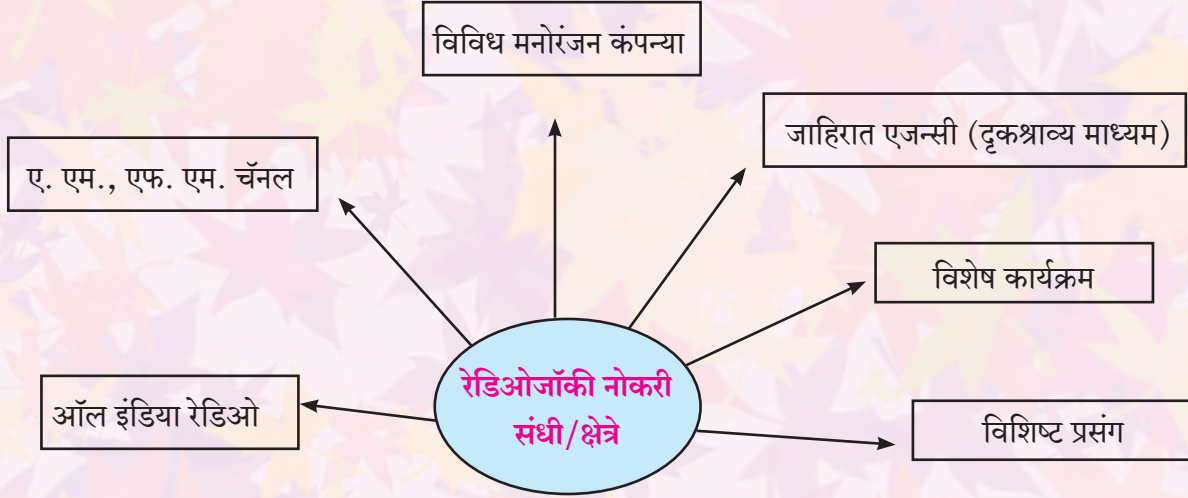 विविध मनोरंजन कंपन्या
जाहिरात एजन्सी (दृकश्राव्य माध्यम)
ए. एम., एफ. एम. चॅनल
विशेष कार्यक्रम
रेडिओजॉकी नोकरी
संधी/क्षेत्रे
ऑल इंडिया रेडिओ
विशिष्ट प्रसंग